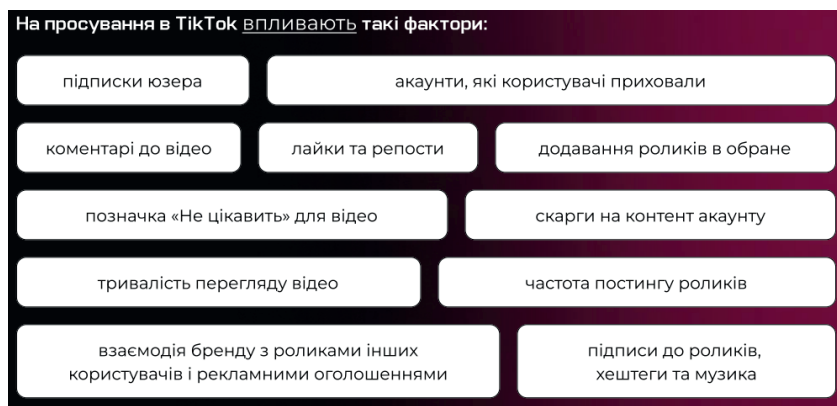 На просування в TikTok впливають такі фактори:
підписки юзера
акаунти, які користувачі приховали
коментарі до відео
лайки та репости
додавання роликів в обране
позначка «Не цікавить» для відео
скарги на контент акаунту
тривалість перегляду відео
частота постингу роликів
взаємодія бренду з роликами інших
користувачів і рекламними оголошеннями
підписи до роликів,
хештеги та музика